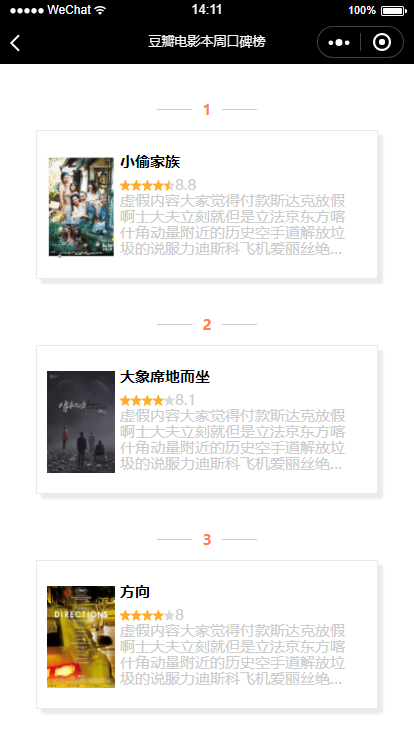 WeChat 14:11 100%
豆瓣电影本周口碑榜
1
小偷家族
8.8
虚假内容大家觉得付款斯达克放假
啊士大夫立刻就但是立法京东方喀
什角动量附近的历史空手道解放垃
圾的说服力迪斯科飞机爱丽丝绝...
2
大象席地而坐
8.1
虚假内容大家觉得付款斯达克放假
啊士大夫立刻就但是立法京东方喀
什角动量附近的历史空手道解放垃
圾的说服力迪斯科飞机爱丽丝绝...
3
DIRECTIONS
方向
8
虚假内容大家觉得付款斯达克放假
啊士大夫立刻就但是立法京东方喀
什角动量附近的历史空手道解放垃
圾的说服力迪斯科飞机爱丽丝绝...